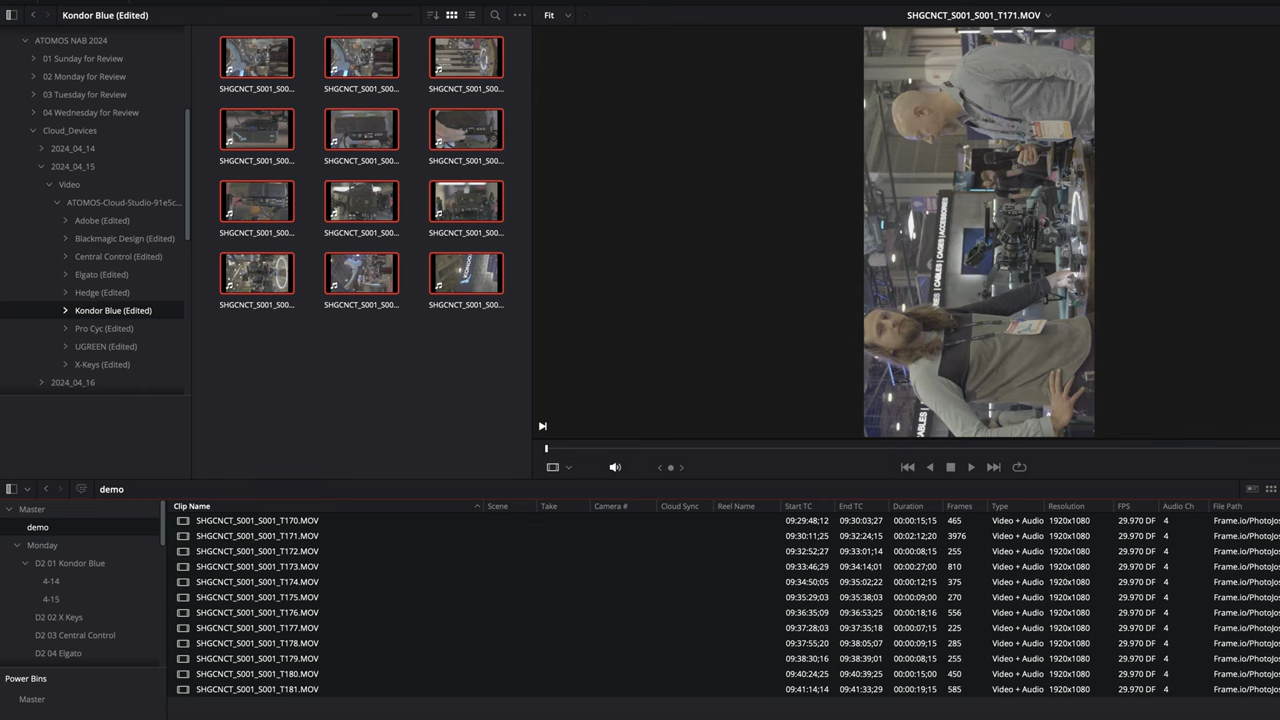 Kondor Blue (Edited)
Fit
SHGCNCT_S001_S001_T171.MOV
ATOMOS NAB 2024
01 Sunday for Review
02 Monday for Review
03 Tuesday for Review
04 Wednesday for Review
Cloud_Devices
2024_04_14
2024_04_15
Video
ATOMOS-Cloud-Studio-91e5c...
Adobe (Edited)
Blackmagic Design (Edited)
Central Control (Edited)
Elgato (Edited)
Hedge (Edited)
Kondor Blue (Edited)
Pro Cyc (Edited)
UGREEN (Edited)
X-Keys (Edited)
2024_04_16
SHGCNCT_S001_S00... SHGCNCT_S001_S00... SHGCNCT_S001_S00...
SHGCNCT_S001_S00... SHGCNCT_S001_S00... SHGCNCT_S001_S00...
SHGCNCT_S001_S00... SHGCNCT_S001_S00... SHGCNCT_S001_S00...
SHGCNCT_S001_S00... SHGCNCT_S001_S00... SHGCNCT_S001_S00...
CABLES | CAGES | ACCESSORIES
CABLES |
demo
Master
demo
Monday
D2 01 Kondor Blue
4-14
4-15
D2 02 X Keys
D2 03 Central Control
D2 04 Elgato
Power Bins
Master
Clip Name Scene Take Camera # Cloud Sync Reel Name Start TC End TC Duration Frames Type Resolution FPS Audio Ch File Path
SHGCNCT_S001_S001_T170.MOV 09:29:48;12 09:30:03;27 00:00:15;15 465 Video + Audio 1920x1080 29.970 DF 4 Frame.io/PhotoJos
SHGCNCT_S001_S001_T171.MOV 09:30:11;25 09:32:24;15 00:02:12;20 3976 Video + Audio 1920x1080 29.970 DF 4 Frame.io/PhotoJos
SHGCNCT_S001_S001_T172.MOV 09:32:52;27 09:33:01;14 00:00:08;15 255 Video + Audio 1920x1080 29.970 DF 4 Frame.io/PhotoJos
SHGCNCT_S001_S001_T173.MOV 09:33:46;29 09:34:14;01 00:00:27;00 810 Video + Audio 1920x1080 29.970 DF 4 Frame.io/PhotoJos
SHGCNCT_S001_S001_T174.MOV 09:34:50;05 09:35:02;22 00:00:12;15 375 Video + Audio 1920x1080 29.970 DF 4 Frame.io/PhotoJos
SHGCNCT_S001_S001_T175.MOV 09:35:29;03 09:35:38;03 00:00:09;00 270 Video + Audio 1920x1080 29.970 DF 4 Frame.io/PhotoJos
SHGCNCT_S001_S001_T176.MOV 09:36:35;09 09:36:53;25 00:00:18;16 556 Video + Audio 1920x1080 29.970 DF 4 Frame.io/PhotoJos
SHGCNCT_S001_S001_T177.MOV 09:37:28;03 09:37:35;18 00:00:07;15 225 Video + Audio 1920x1080 29.970 DF 4 Frame.io/PhotoJos
SHGCNCT_S001_S001_T178.MOV 09:37:55;20 09:38:05;07 00:00:09;15 285 Video + Audio 1920x1080 29.970 DF 4 Frame.io/PhotoJos
SHGCNCT_S001_S001_T179.MOV 09:38:30;16 09:38:39;01 00:00:08;15 255 Video + Audio 1920x1080 29.970 DF 4 Frame.io/PhotoJos
SHGCNCT_S001_S001_T180.MOV 09:40:24;25 09:40:39;25 00:00:15;00 450 Video + Audio 1920x1080 29.970 DF 4 Frame.io/PhotoJos
SHGCNCT_S001_S001_T181.MOV 09:41:14;14 09:41:33;29 00:00:19;15 585 Video + Audio 1920x1080 29.970 DF 4 Frame.io/PhotoJos